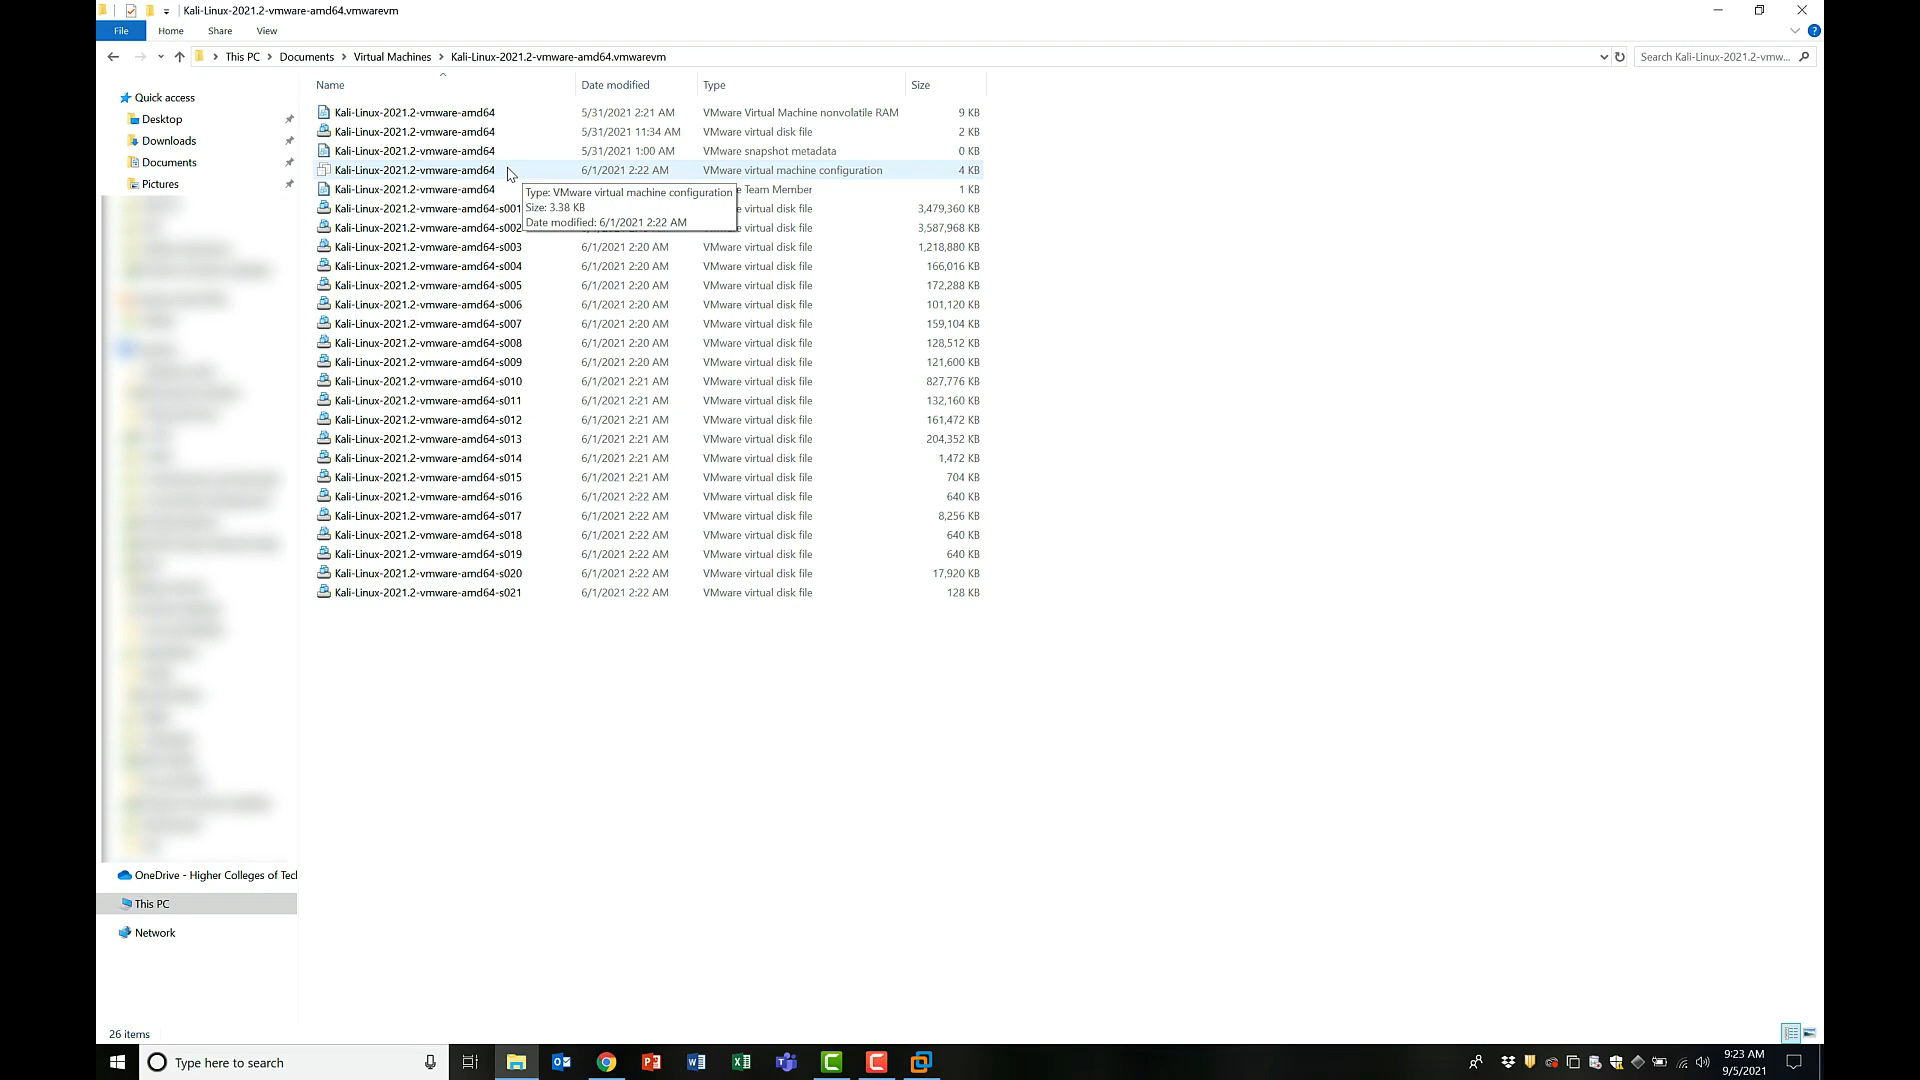 Kali-Linux-2021.2-vmware-amd64.vmwarevm
File Home Share View
This PC Documents Virtual Machines Kali-Linux-2021.2-vmware-amd64.vmwarevm
Search Kali-Linux-2021.2-vmw...
Name Date modified Type Size
Quick access
Desktop
Downloads
Documents
Pictures
Kali-Linux-2021.2-vmware-amd64 5/31/2021 2:21 AM VMware Virtual Machine nonvolatile RAM 9 KB
Kali-Linux-2021.2-vmware-amd64 5/31/2021 11:34 AM VMware virtual disk file 2 KB
Kali-Linux-2021.2-vmware-amd64 5/31/2021 1:00 AM VMware snapshot metadata 0 KB
Kali-Linux-2021.2-vmware-amd64 6/1/2021 2:22 AM VMware virtual machine configuration 4 KB
Kali-Linux-2021.2-vmware-amd64 e Team Member 1 KB
Type: VMware virtual machine configuration
Size: 3.38 KB
Date modified: 6/1/2021 2:22 AM
Kali-Linux-2021.2-vmware-amd64-s001 e virtual disk file 3,479,360 KB
Kali-Linux-2021.2-vmware-amd64-s002 e virtual disk file 3,587,968 KB
Kali-Linux-2021.2-vmware-amd64-s003 6/1/2021 2:20 AM VMware virtual disk file 1,218,880 KB
Kali-Linux-2021.2-vmware-amd64-s004 6/1/2021 2:20 AM VMware virtual disk file 166,016 KB
Kali-Linux-2021.2-vmware-amd64-s005 6/1/2021 2:20 AM VMware virtual disk file 172,288 KB
Kali-Linux-2021.2-vmware-amd64-s006 6/1/2021 2:20 AM VMware virtual disk file 101,120 KB
Kali-Linux-2021.2-vmware-amd64-s007 6/1/2021 2:20 AM VMware virtual disk file 159,104 KB
Kali-Linux-2021.2-vmware-amd64-s008 6/1/2021 2:20 AM VMware virtual disk file 128,512 KB
Kali-Linux-2021.2-vmware-amd64-s009 6/1/2021 2:20 AM VMware virtual disk file 121,600 KB
Kali-Linux-2021.2-vmware-amd64-s010 6/1/2021 2:21 AM VMware virtual disk file 827,776 KB
Kali-Linux-2021.2-vmware-amd64-s011 6/1/2021 2:21 AM VMware virtual disk file 132,160 KB
Kali-Linux-2021.2-vmware-amd64-s012 6/1/2021 2:21 AM VMware virtual disk file 161,472 KB
Kali-Linux-2021.2-vmware-amd64-s013 6/1/2021 2:21 AM VMware virtual disk file 204,352 KB
Kali-Linux-2021.2-vmware-amd64-s014 6/1/2021 2:21 AM VMware virtual disk file 1,472 KB
Kali-Linux-2021.2-vmware-amd64-s015 6/1/2021 2:21 AM VMware virtual disk file 704 KB
Kali-Linux-2021.2-vmware-amd64-s016 6/1/2021 2:22 AM VMware virtual disk file 640 KB
Kali-Linux-2021.2-vmware-amd64-s017 6/1/2021 2:22 AM VMware virtual disk file 8,256 KB
Kali-Linux-2021.2-vmware-amd64-s018 6/1/2021 2:22 AM VMware virtual disk file 640 KB
Kali-Linux-2021.2-vmware-amd64-s019 6/1/2021 2:22 AM VMware virtual disk file 640 KB
Kali-Linux-2021.2-vmware-amd64-s020 6/1/2021 2:22 AM VMware virtual disk file 17,920 KB
Kali-Linux-2021.2-vmware-amd64-s021 6/1/2021 2:22 AM VMware virtual disk file 128 KB
OneDrive - Higher Colleges of Tecl
This PC
Network
26 items
Type here to search
9:23 AM
9/5/2021